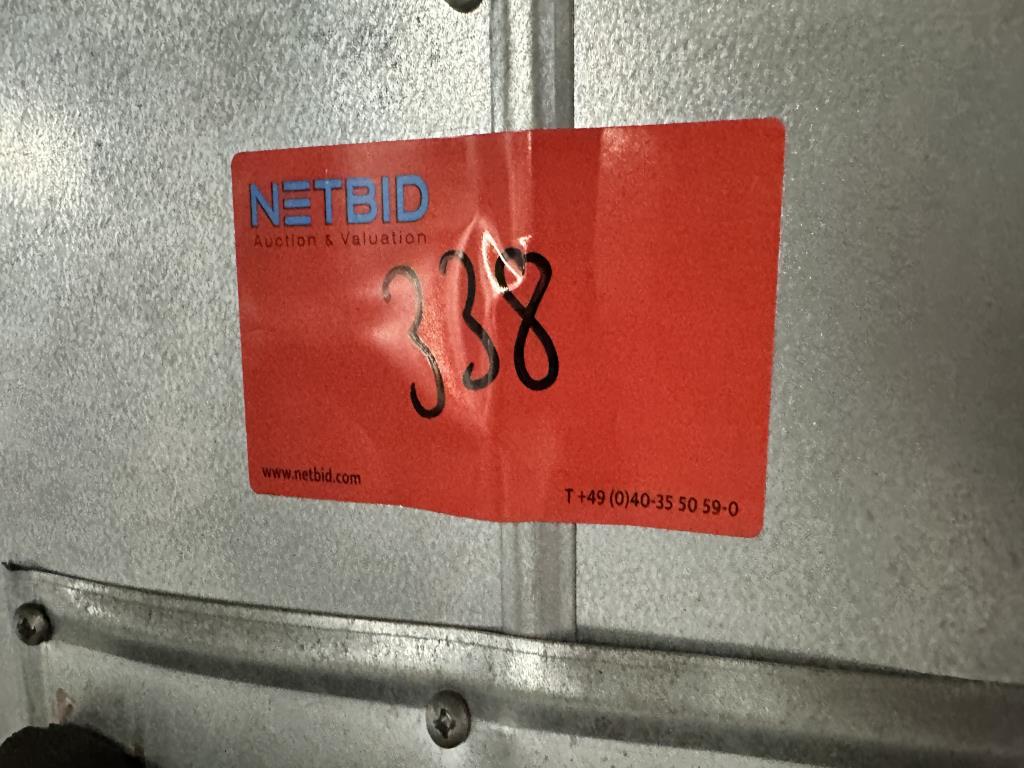 NETBID
Auction & Valuation
338
www.netbid.com
T +49 (0)40-35 50 59-0